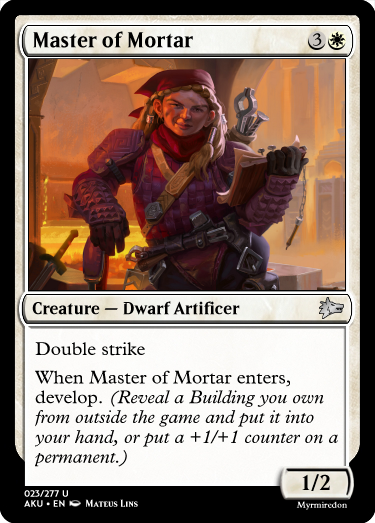 Master of Mortar 3
Creature — Dwarf Artificer
Double strike
When Master of Mortar enters,
develop. (Reveal a Building you own
from outside the game and put it into
your hand, or put a +1/+1 counter on a
permanent.)
1/2
023/277 U
AKU • EN Mateus Lins
Myrmiredon